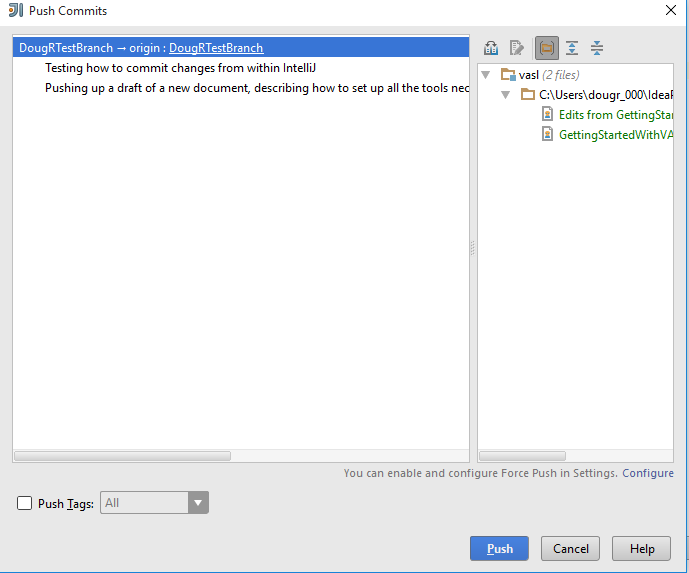 Push Commits
DougRTestBranch → origin : DougRTestBranch
Testing how to commit changes from within IntelliJ
Pushing up a draft of a new document, describing how to set up all the tools nec
vasl (2 files)
C:\Users\dougr_000\IdeaP
Edits from GettingStar
GettingStartedWithVA
You can enable and configure Force Push in Settings. Configure
Push Tags: All
Push Cancel Help